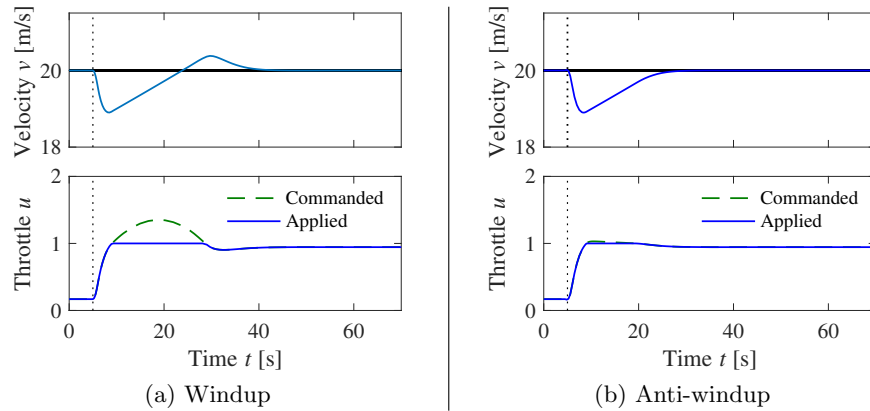 Velocity v [m/s]
20
18
Throttle u
2
1
0
Commanded
Applied
0 20 40 60
Time t [s]
(a) Windup
Velocity v [m/s]
20
18
Throttle u
2
1
0
Commanded
Applied
0 20 40 60
Time t [s]
(b) Anti-windup